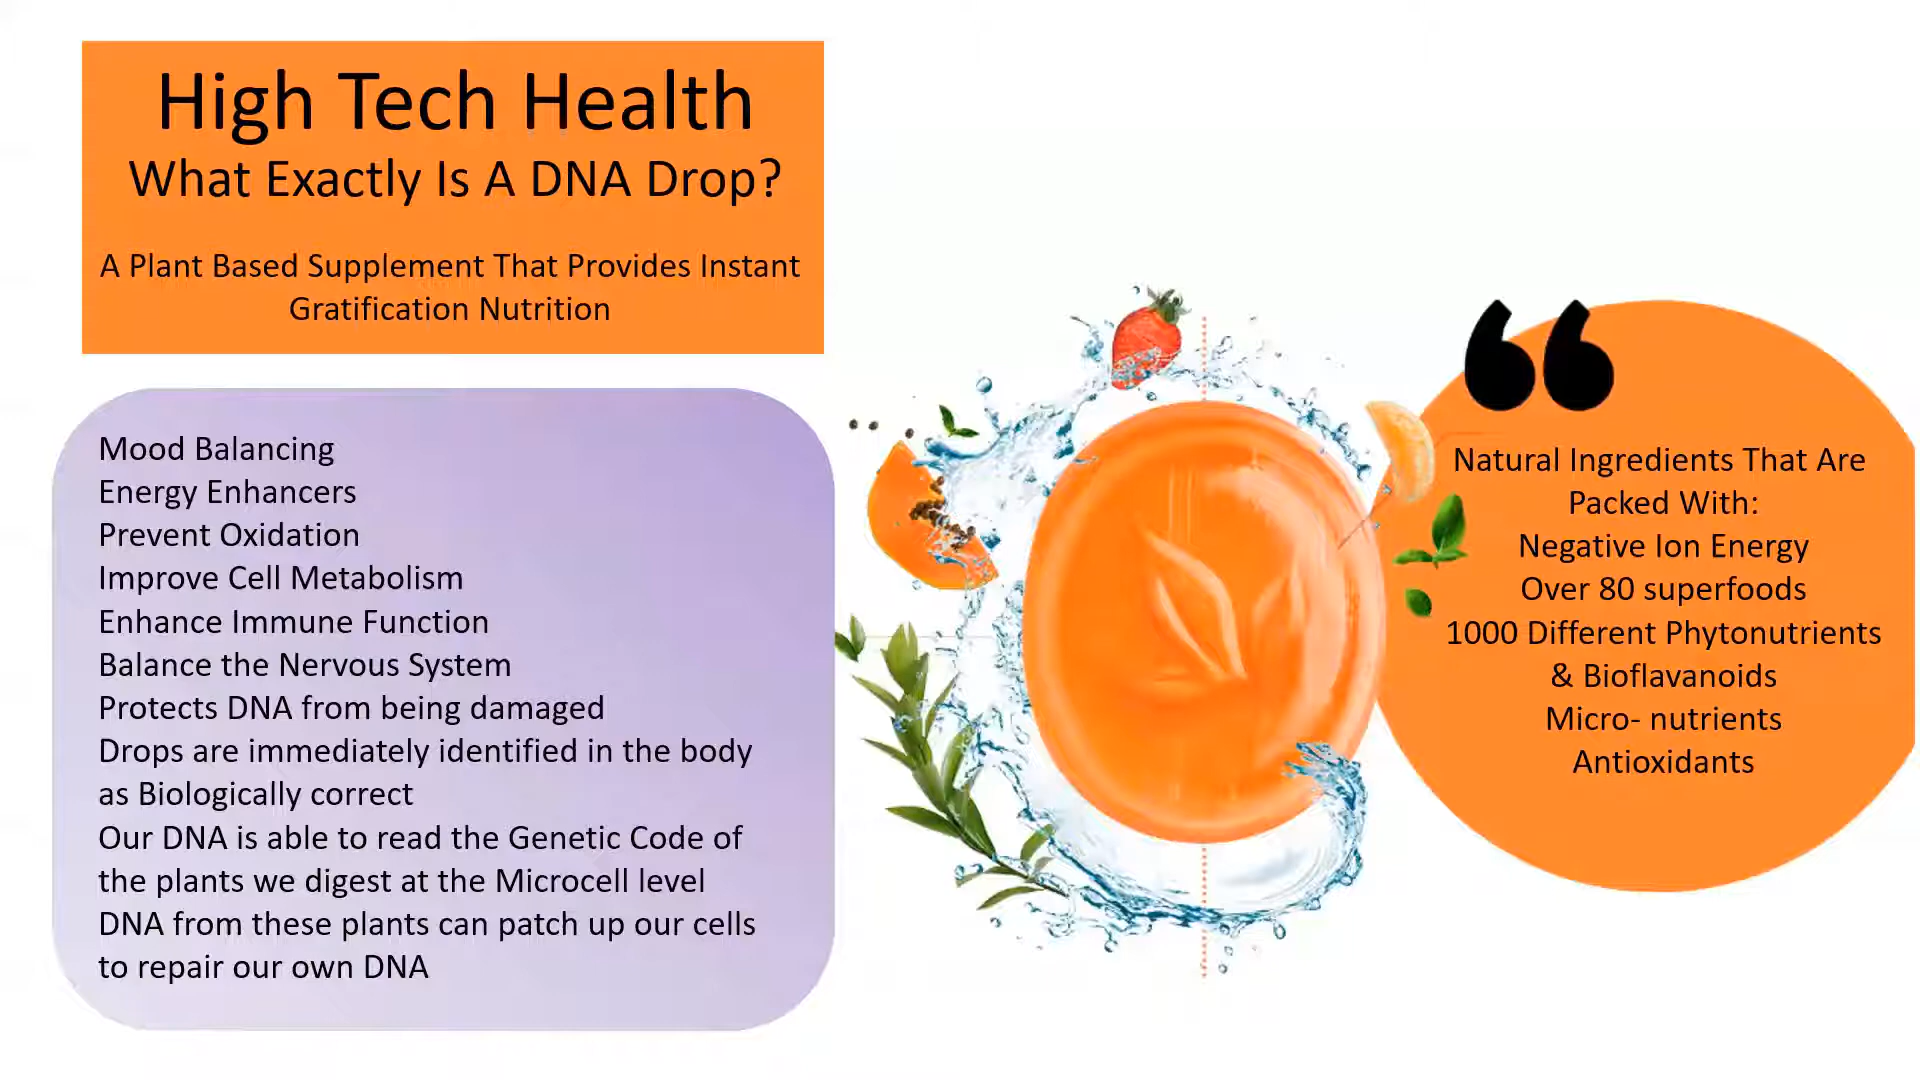 High Tech Health
What Exactly Is A DNA Drop?
A Plant Based Supplement That Provides Instant
Gratification Nutrition
Mood Balancing
Energy Enhancers
Prevent Oxidation
Improve Cell Metabolism
Enhance Immune Function
Balance the Nervous System
Protects DNA from being damaged
Drops are immediately identified in the body
as Biologically correct
Our DNA is able to read the Genetic Code of
the plants we digest at the Microcell level
DNA from these plants can patch up our cells
to repair our own DNA
“
Natural Ingredients That Are
Packed With:
Negative Ion Energy
Over 80 superfoods
1000 Different Phytonutrients
& Bioflavanoids
Micro- nutrients
Antioxidants